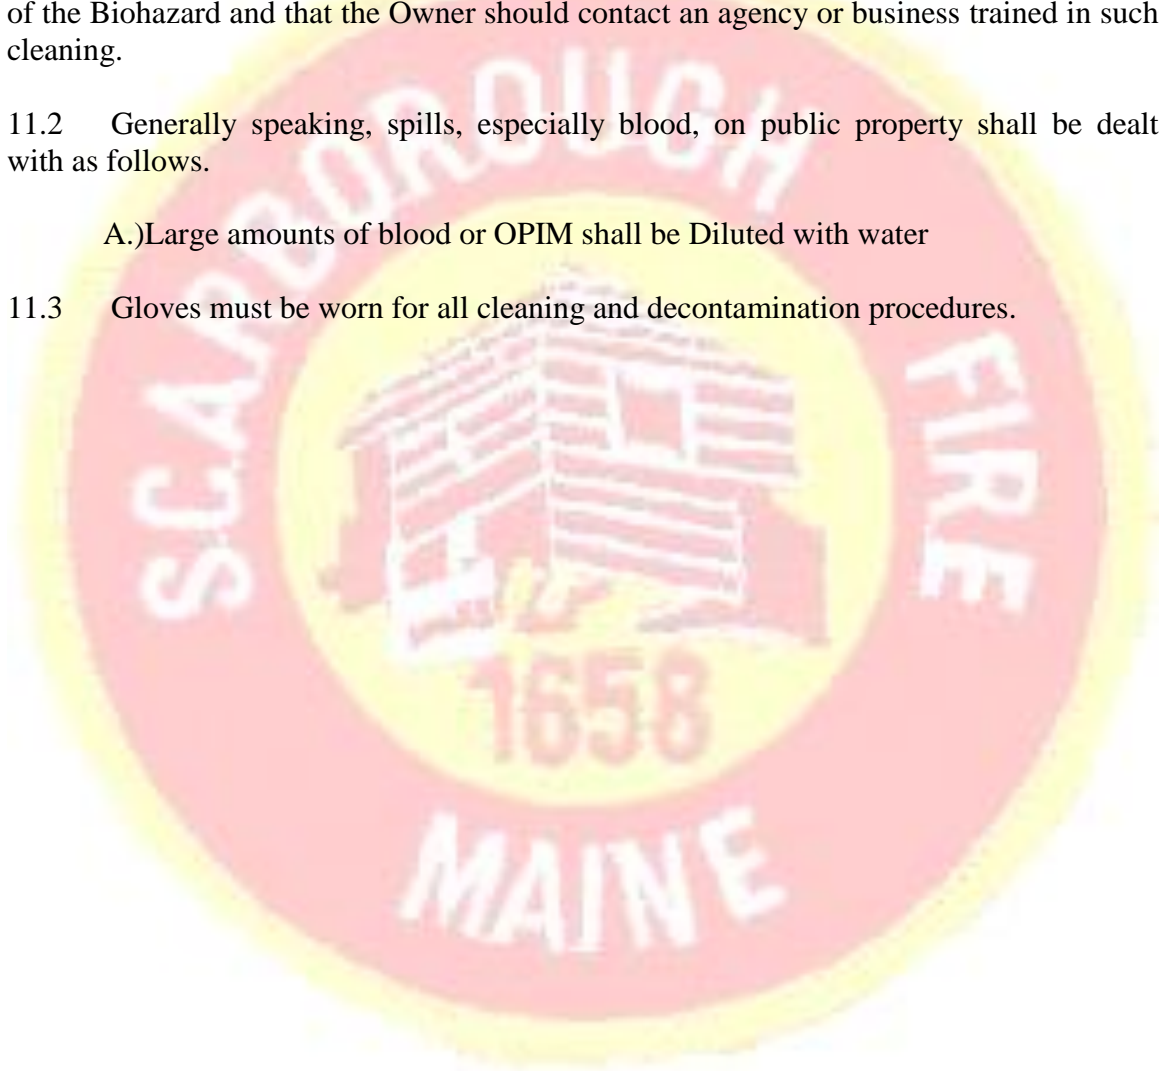 of the Biohazard and that the Owner should contact an agency or business trained in such
cleaning.
11.2 Generally speaking, spills, especially blood, on public property shall be dealt
with as follows.
A.)Large amounts of blood or OPIM shall be Diluted with water
11.3 Gloves must be worn for all cleaning and decontamination procedures.
SCARBOROUGH FIRE
1658
MAINE